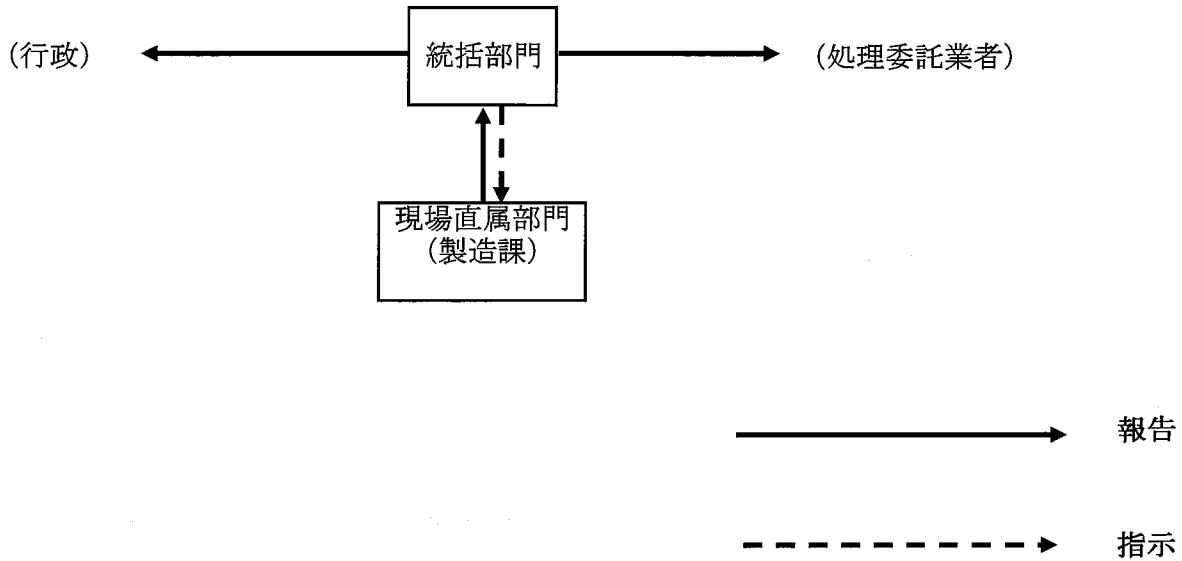 （行政）
統括部門
（処理委託業者）
現場直属部門
（製造課）
報告
指示